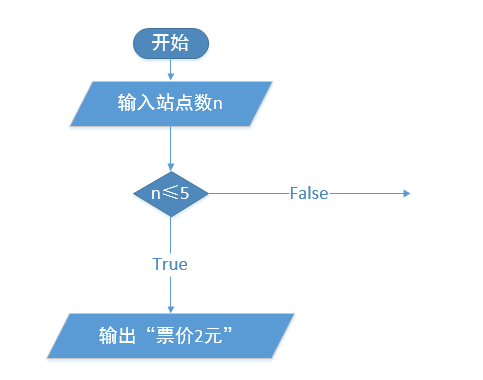 开始
输入站点数n
n≤5
False
True
输出“票价2元”